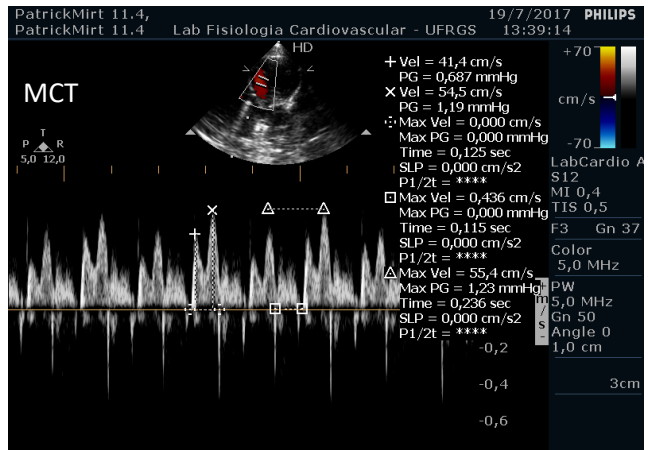 PatrickMirt 11.4,
19/7/2017 PHILIPS
PatrickMirt 11.4 Lab Fisiologia Cardiovascular - UFRGS 13:39:14
HD
MCT
T
P R
5,0 12,0
+ Vel = 41,4 cm/s
PG = 0,687 mmHg
× Vel = 54,5 cm/s
PG = 1,19 mmHg
Max Vel = 0,000 cm/s
Max PG = 0,000 mmHg
Time = 0,125 sec
SLP = 0,000 cm/s2
P1/2t = ****
Max Vel = 0,436 cm/s
Max PG = 0,000 mmHg
Time = 0,115 sec
SLP = 0,000 cm/s2
P1/2t = ****
Max Vel = 55,4 cm/s
Max PG = 1,23 mmHg
Time = 0,236 sec
SLP = 0,000 cm/s2
P1/2t = ****
-0,2
-0,4
-0,6
+70
cm/s
-70
LabCardio A
S12
MI 0,4
TIS 0,5
F3 Gn 37
Color
5,0 MHz
PW
5,0 MHz
Gn 50
Angle 0
1,0 cm
3cm